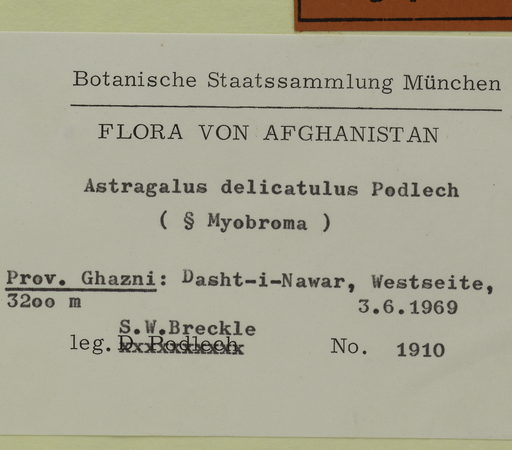 Botanische Staatssammlung München
FLORA VON AFGHANISTAN
Astragalus delicatulus Podlech
( § Myobroma )
Prov. Ghazni: Dasht-i-Nawar, Westseite,
32oo m 3.6.1969
S.W.Breckle
leg. D. Podlech No. 1910